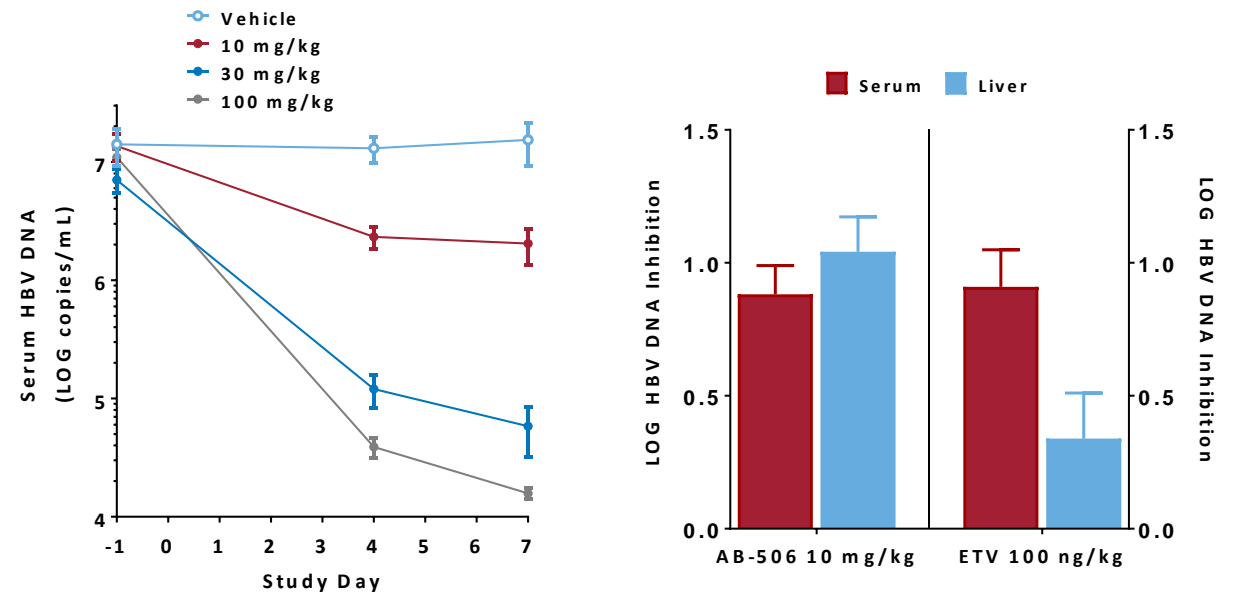 Vehicle
10 mg/kg
30 mg/kg
100 mg/kg
Serum HBV DNA
(LOG copies/mL)
7
6
5
4
-1 0 1 2 3 4 5 6 7
Study Day
Serum Liver
LOG HBV DNA Inhibition
1.5
1.0
0.5
0.0
1.5
1.0
0.5
0.0
LOG HBV DNA Inhibition
AB-506 10 mg/kg ETV 100 ng/kg